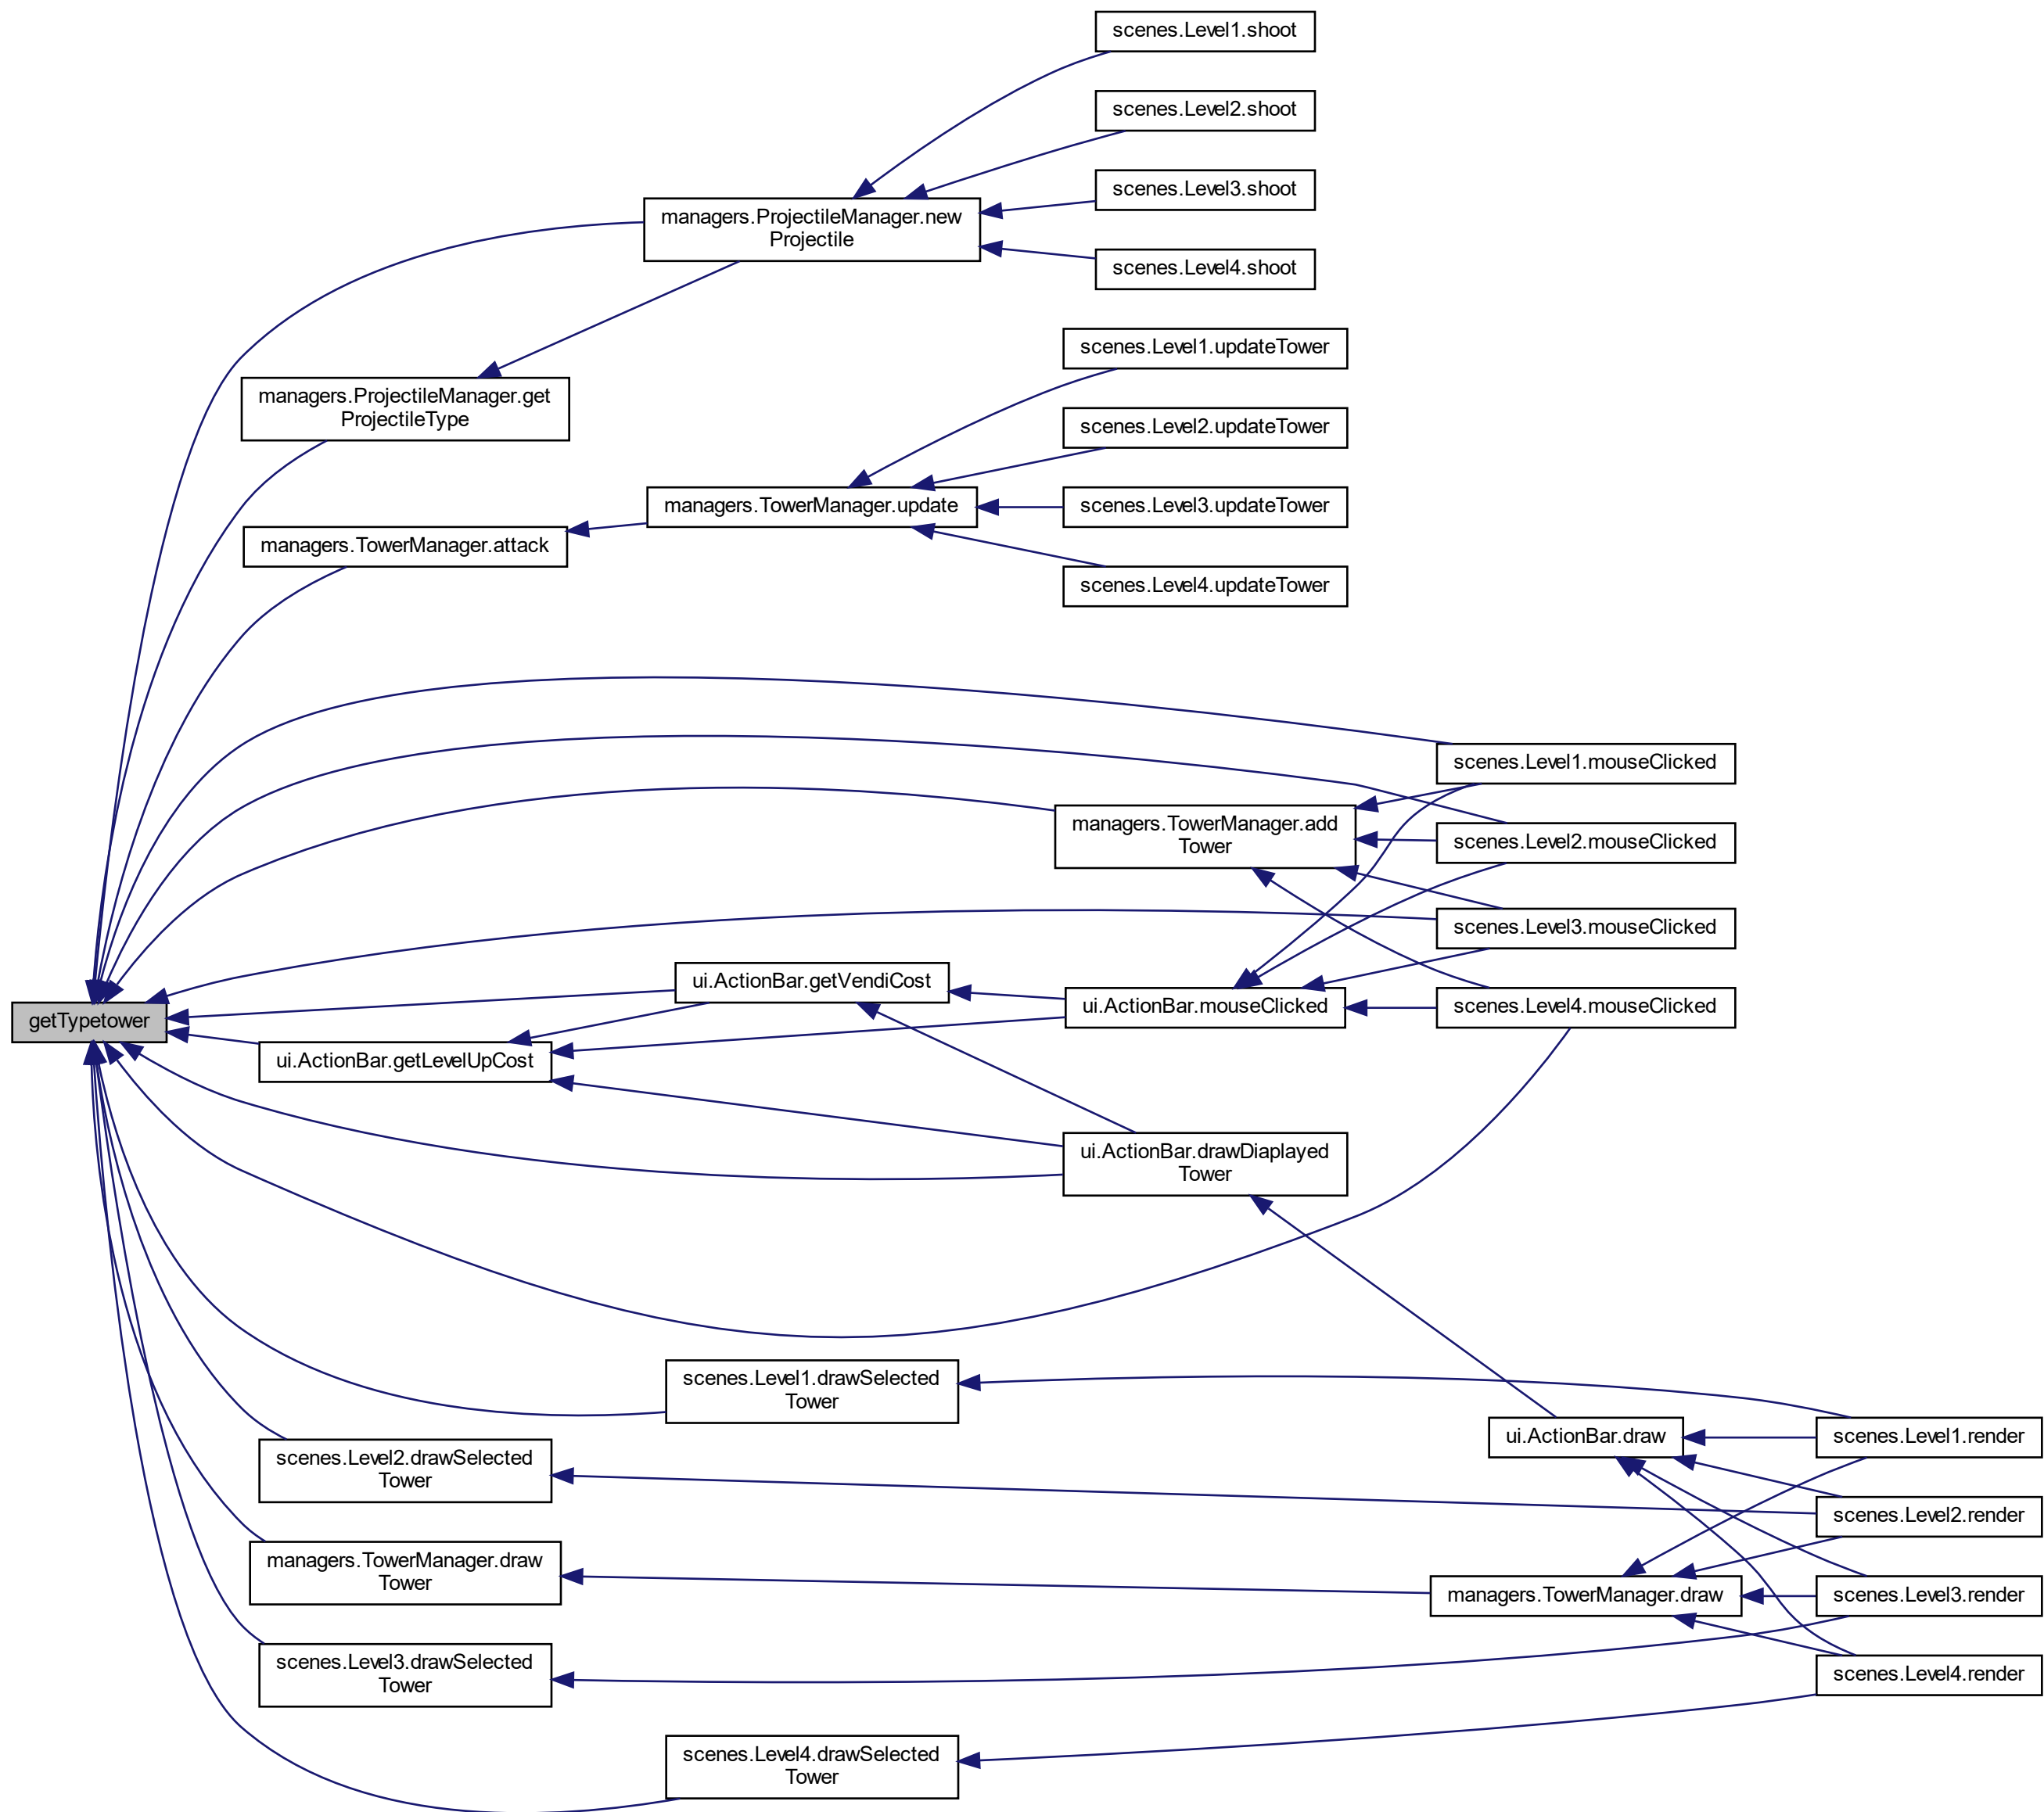 scenes.Level1.shoot
scenes.Level2.shoot
scenes.Level3.shoot
managers.ProjectileManager.new
Projectile
scenes.Level4.shoot
scenes.Level1.updateTower
managers.ProjectileManager.get
ProjectileType
scenes.Level2.updateTower
managers.TowerManager.update
scenes.Level3.updateTower
managers.TowerManager.attack
scenes.Level4.updateTower
scenes.Level1.mouseClicked
managers.TowerManager.add
Tower
scenes.Level2.mouseClicked
scenes.Level3.mouseClicked
ui.ActionBar.getVendiCost
ui.ActionBar.mouseClicked
scenes.Level4.mouseClicked
getTypetower
ui.ActionBar.getLevelUpCost
ui.ActionBar.drawDiaplayed
Tower
scenes.Level1.drawSelected
Tower
ui.ActionBar.draw
scenes.Level1.render
scenes.Level2.drawSelected
Tower
scenes.Level2.render
managers.TowerManager.draw
Tower
managers.TowerManager.draw
scenes.Level3.render
scenes.Level3.drawSelected
Tower
scenes.Level4.render
scenes.Level4.drawSelected
Tower